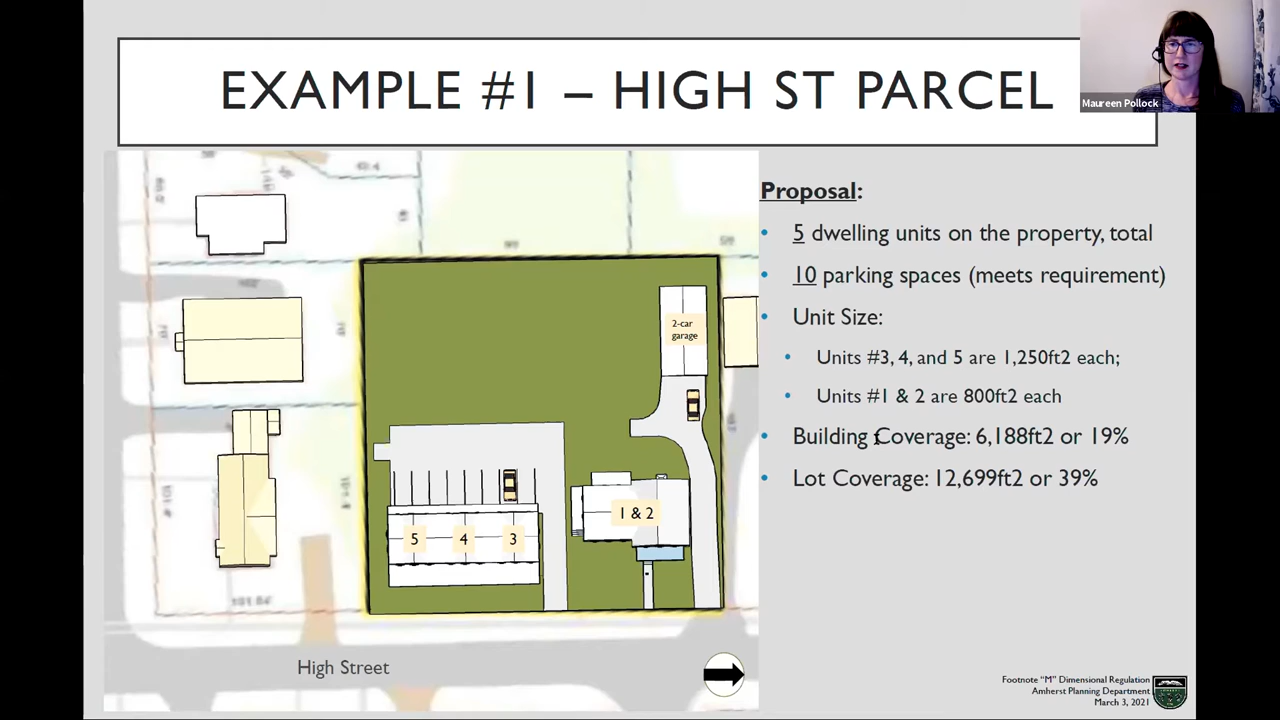 EXAMPLE #1 – HIGH ST PARCEL
Maureen Pollock
Proposal:
• 5 dwelling units on the property, total
• 10 parking spaces (meets requirement)
• Unit Size:
• Units #3, 4, and 5 are 1,250ft2 each;
• Units #1 & 2 are 800ft2 each
• Building Coverage: 6,188ft2 or 19%
• Lot Coverage: 12,699ft2 or 39%
2-car
garage
1 & 2
5
4
3
High Street
Footnote “M” Dimensional Regulation
Amherst Planning Department
March 3, 2021